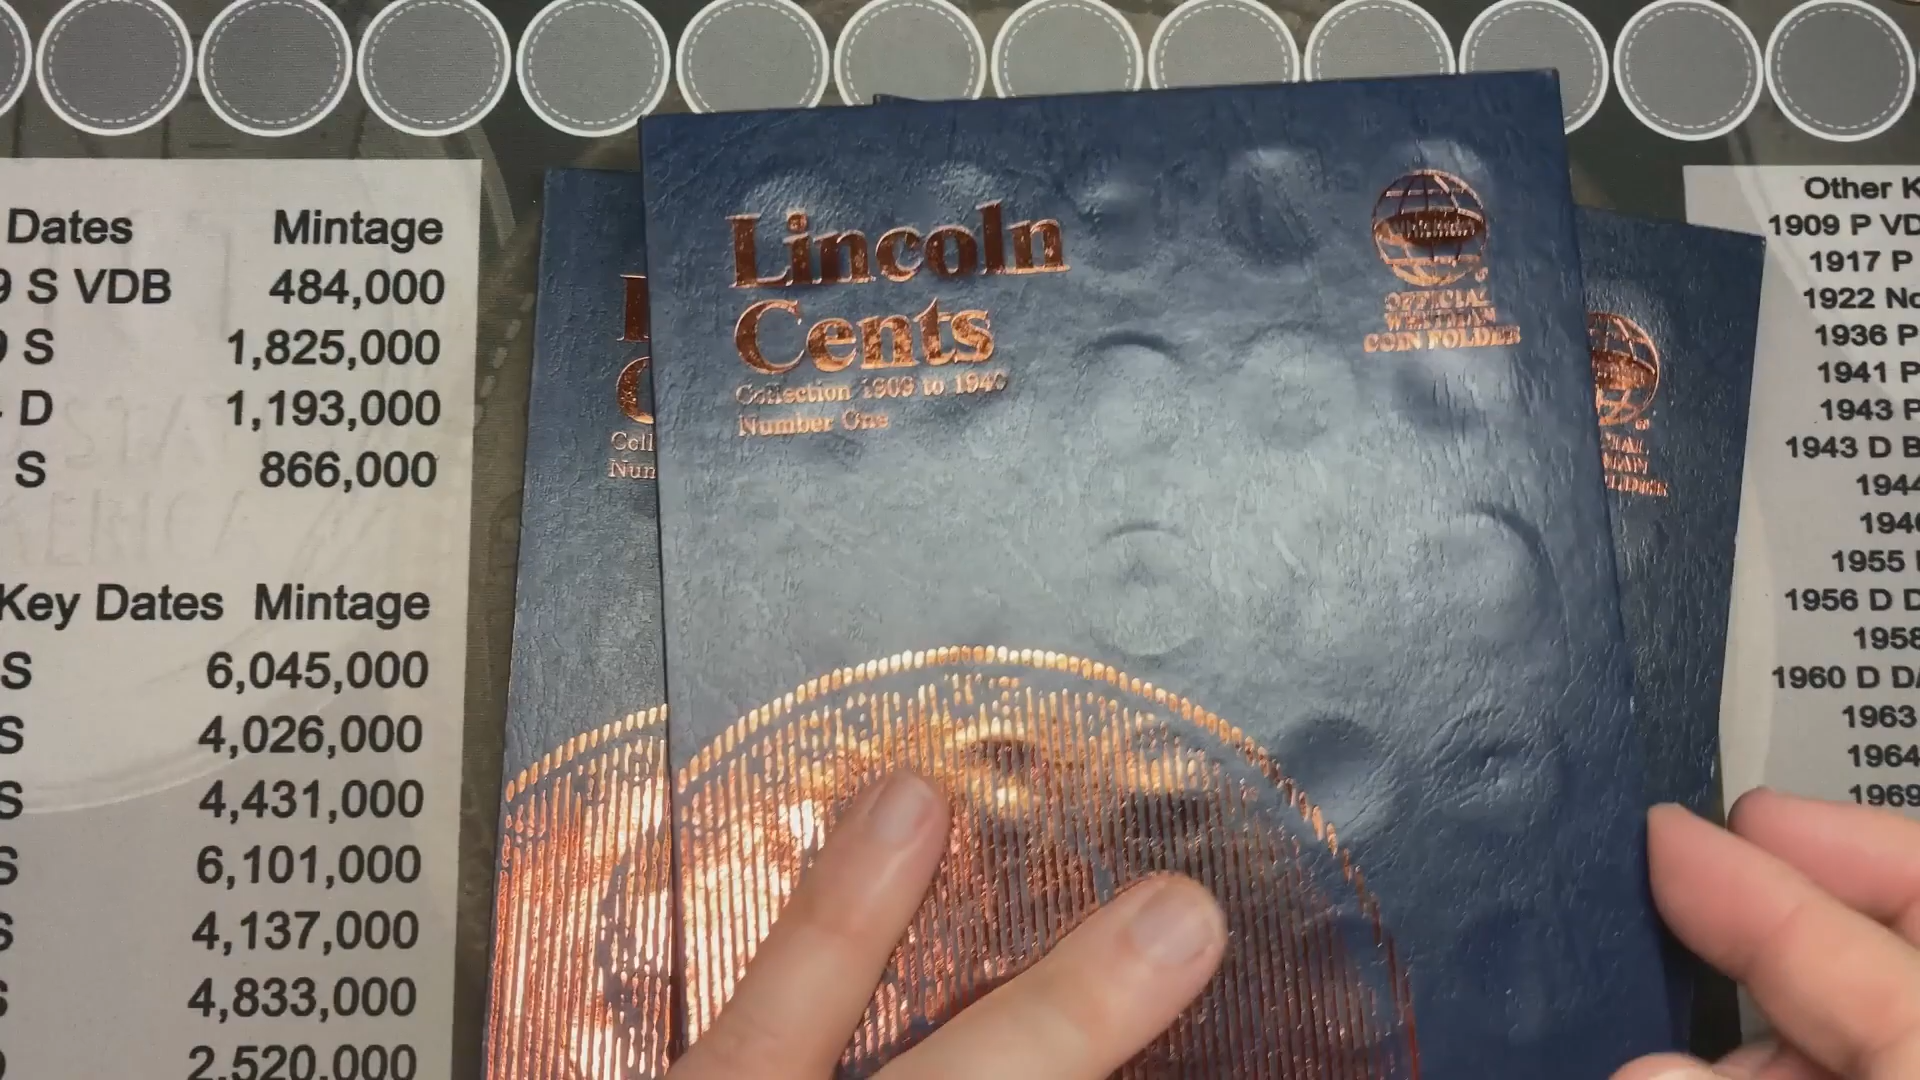 Dates Mintage
9 S VDB 484,000
9 S 1,825,000
D 1,193,000
S 866,000
Key Dates Mintage
S 6,045,000
S 4,026,000
S 4,431,000
S 6,101,000
S 4,137,000
S 4,833,000
2,520,000
Lincoln
Cents
Collection 1909 to 1940
Number One
OFFICIAL
WHITMAN
COIN FOLDER
Coll
Num
Other K
1909 P VD
1917 P
1922 No
1936 P
1941 P
1943 P
1943 D B
1944
1946
1955
1956 D D
1958
1960 D D/
1963
1964
1969